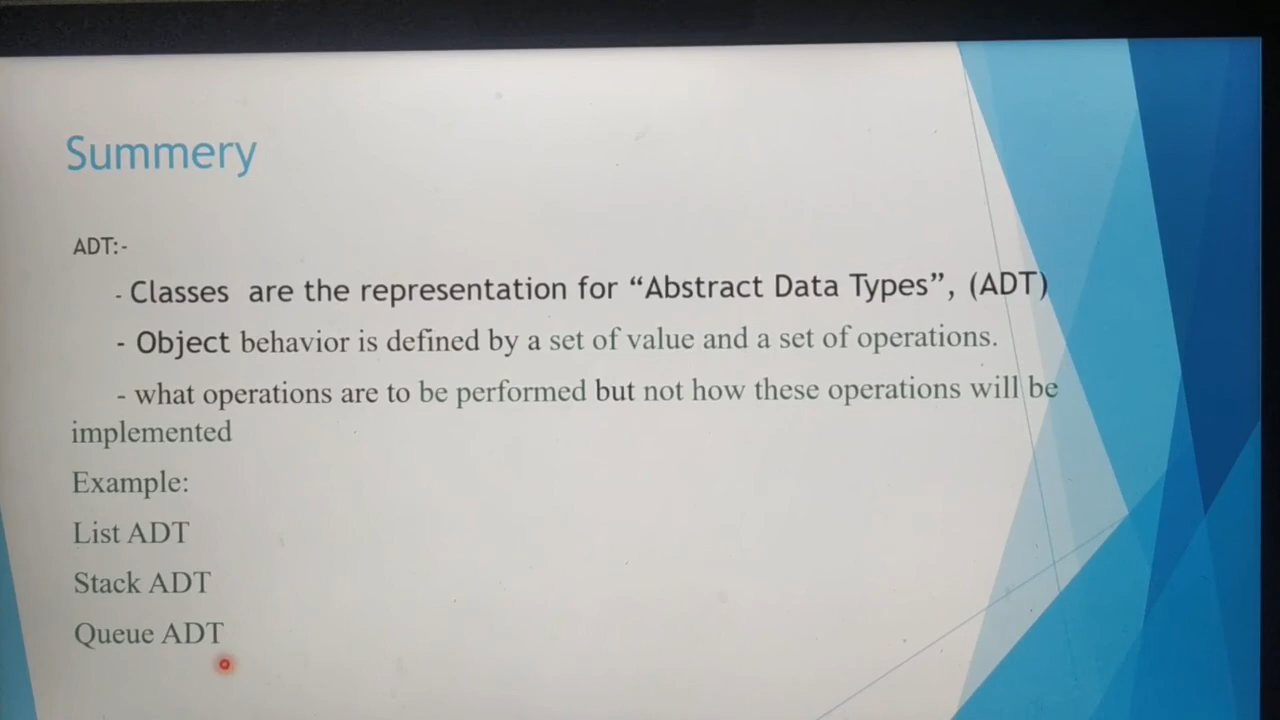 Summery
ADT:-
- Classes are the representation for “Abstract Data Types”, (ADT)
- Object behavior is defined by a set of value and a set of operations.
- what operations are to be performed but not how these operations will be
implemented
Example:
List ADT
Stack ADT
Queue ADT